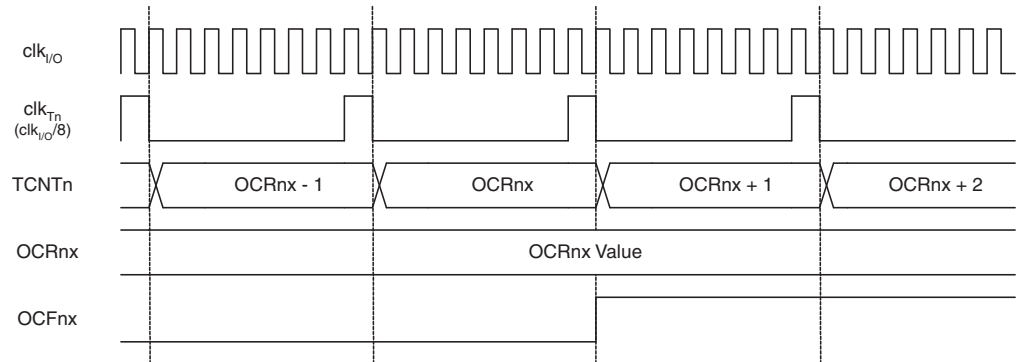 clkI/O
clkTn
(clkI/O/8)
TCNTn OCRnx - 1 OCRnx OCRnx + 1 OCRnx + 2
OCRnx OCRnx Value
OCFnx